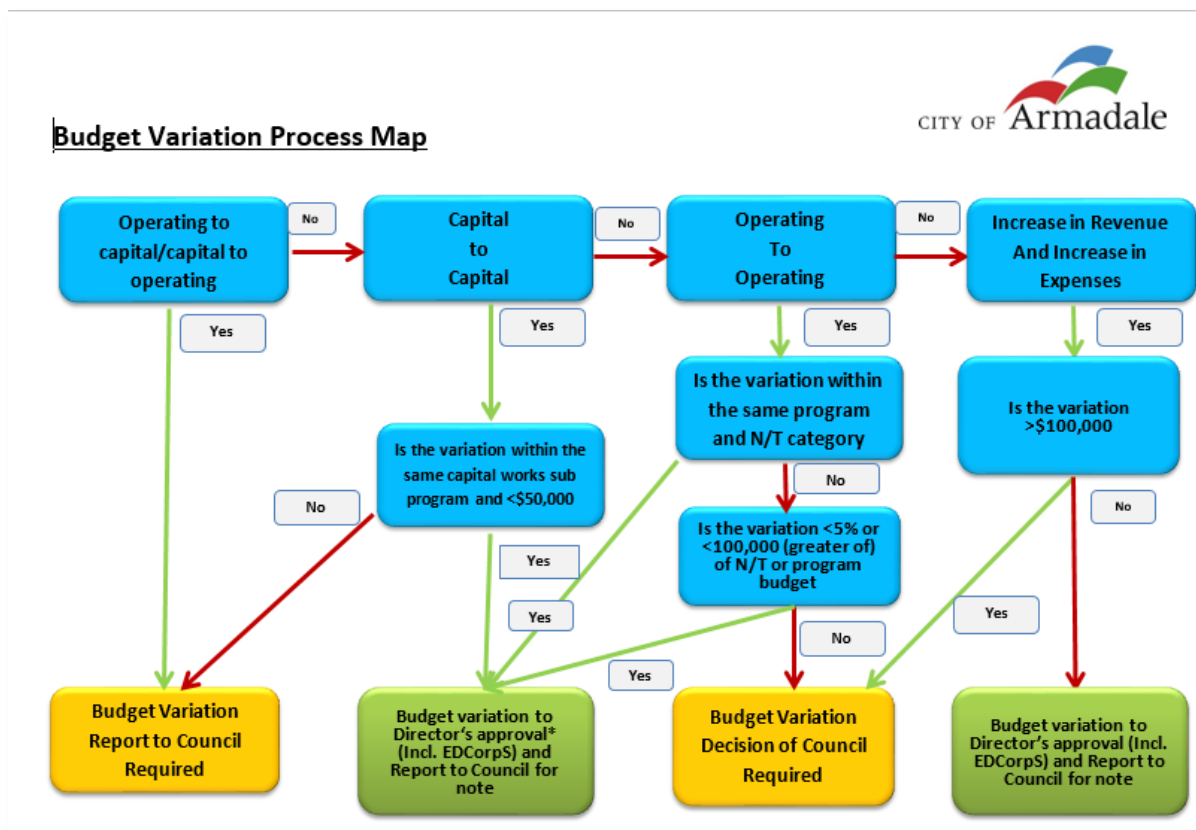 CITY OF Armadale
Budget Variation Process Map
Operating to
capital/capital to
operating
No
Capital
to
Capital
No
Operating
To
Operating
No
Increase in Revenue
And Increase in
Expenses
Yes
Yes
Yes
Yes
Is the variation within
the same program
and N/T category
Is the variation
>$100,000
Is the variation within the
same capital works sub
program and <$50,000
No
No
No
Is the variation <5% or
<100,000 (greater of)
of N/T or program
budget
Yes
Yes
Yes
No
Yes
Budget Variation
Report to Council
Required
Budget variation to
Director's approval*
(Incl. EDCorpS) and
Report to Council for
note
Budget Variation
Decision of Council
Required
Budget variation to
Director's approval (Incl.
EDCorpS) and Report to
Council for note